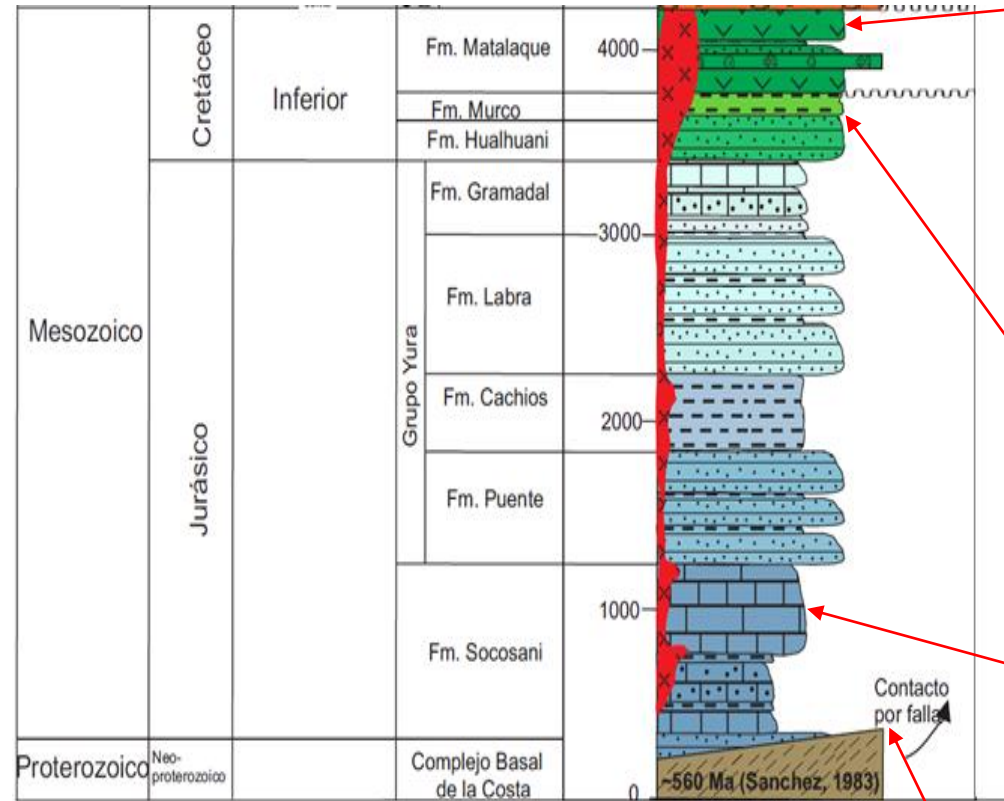 Mesozoico
Cretáceo
Inferior
Fm. Matalaque
Fm. Murco
Fm. Hualhuani
Jurásico
Grupo Yura
Fm. Gramadal
Fm. Labra
Fm. Cachios
Fm. Puente
Fm. Socosani
Proterozoico
Neo-
proterozoico
Complejo Basal
de la Costa
4000
3000
2000
1000
0
Contacto
por falla
~560 Ma (Sanchez, 1983)